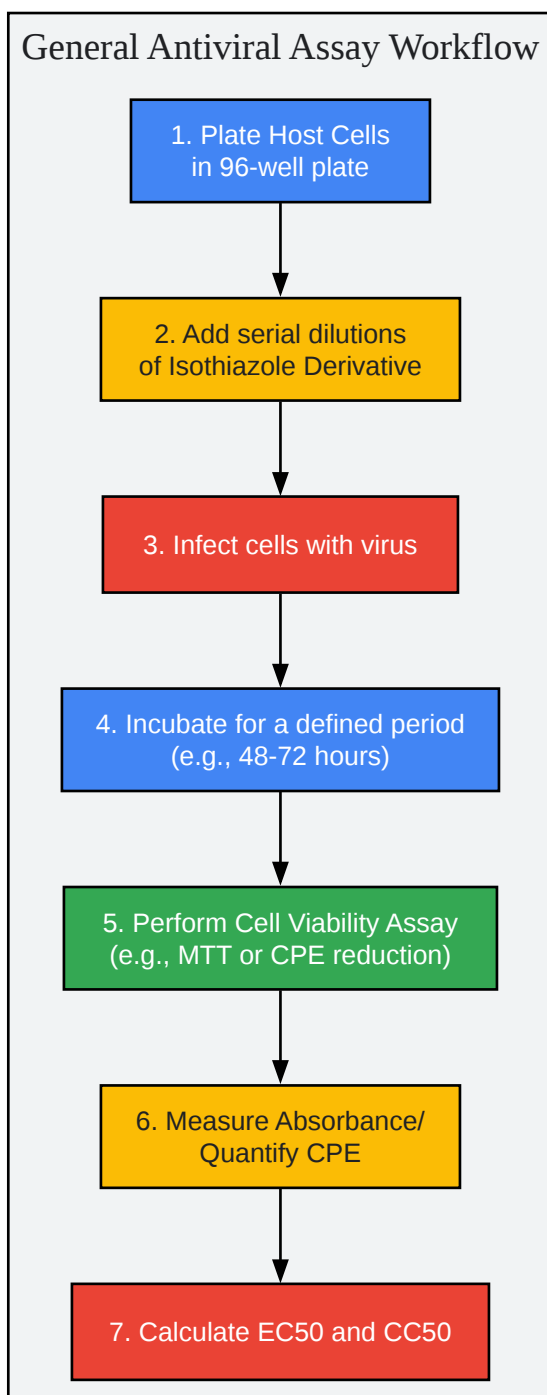 General Antiviral Assay Workflow
1. Plate Host Cells
in 96-well plate
2. Add serial dilutions
of Isothiazole Derivative
3. Infect cells with virus
4. Incubate for a defined period
(e.g., 48-72 hours)
5. Perform Cell Viability Assay
(e.g., MTT or CPE reduction)
6. Measure Absorbance/
Quantify CPE
7. Calculate EC50 and CC50